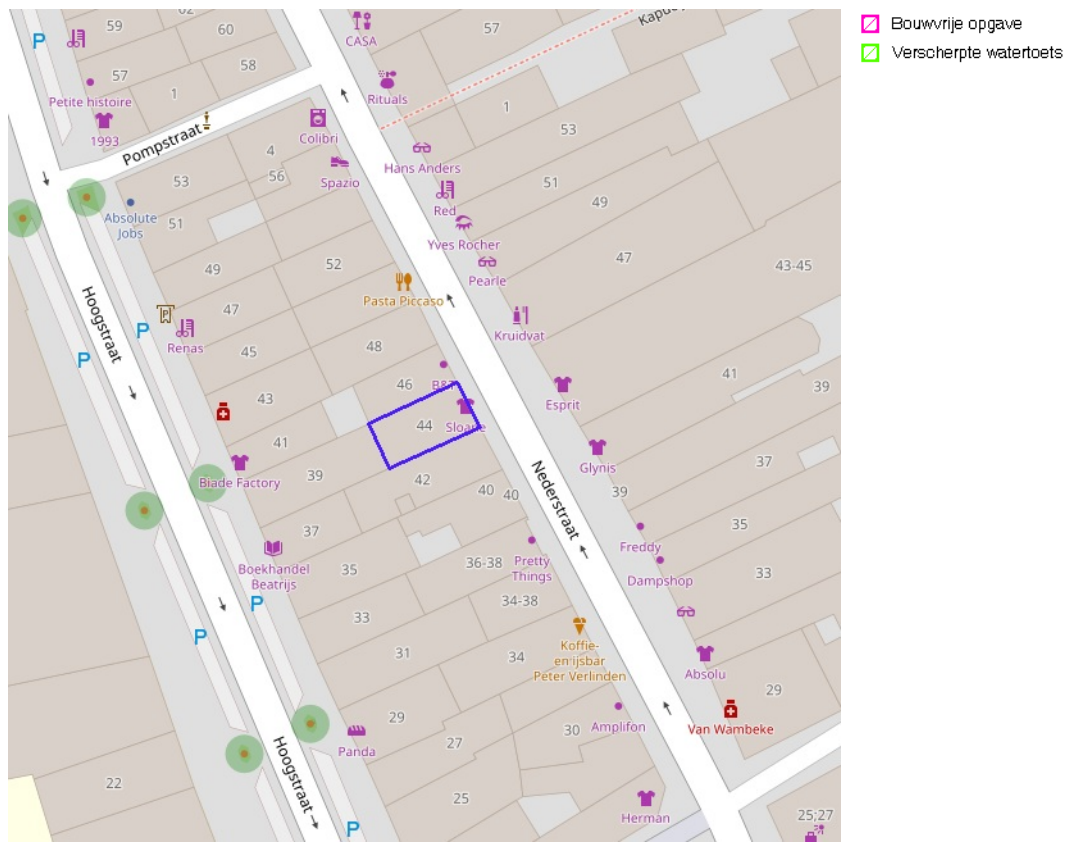 Bouwvrije opgave
Verscherpte watertoets
59
62
60
57
58
Petite histoire
1
1993
CASA
57
Rituals
1
Pompstraat
Colibri
4
53
Hans Anders
53
56
Spazio
51
Absolute
Jobs
51
Red
49
Yves Rocher
49
52
Pearle
47
43-45
Hoogstraat
P
P
P
47
Pasta Piccaso
Renas
45
48
Kruidvat
46
B&T
43
44
Sloane
Esprit
41
39
41
Glynis
39
42
Biade Factory
40
40
39
37
37
Nederstraat
35
Boekhandel
Beatrijs
35
36-38
Pretty
Things
Freddy
Dampshop
33
P
P
33
34-38
31
34
Koffie-
en ijsbar
Peter Verlinden
Absolu
29
29
Amplifon
30
Van Wambeke
Panda
27
Hoogstraat
22
25
Herman
25;27
P
P